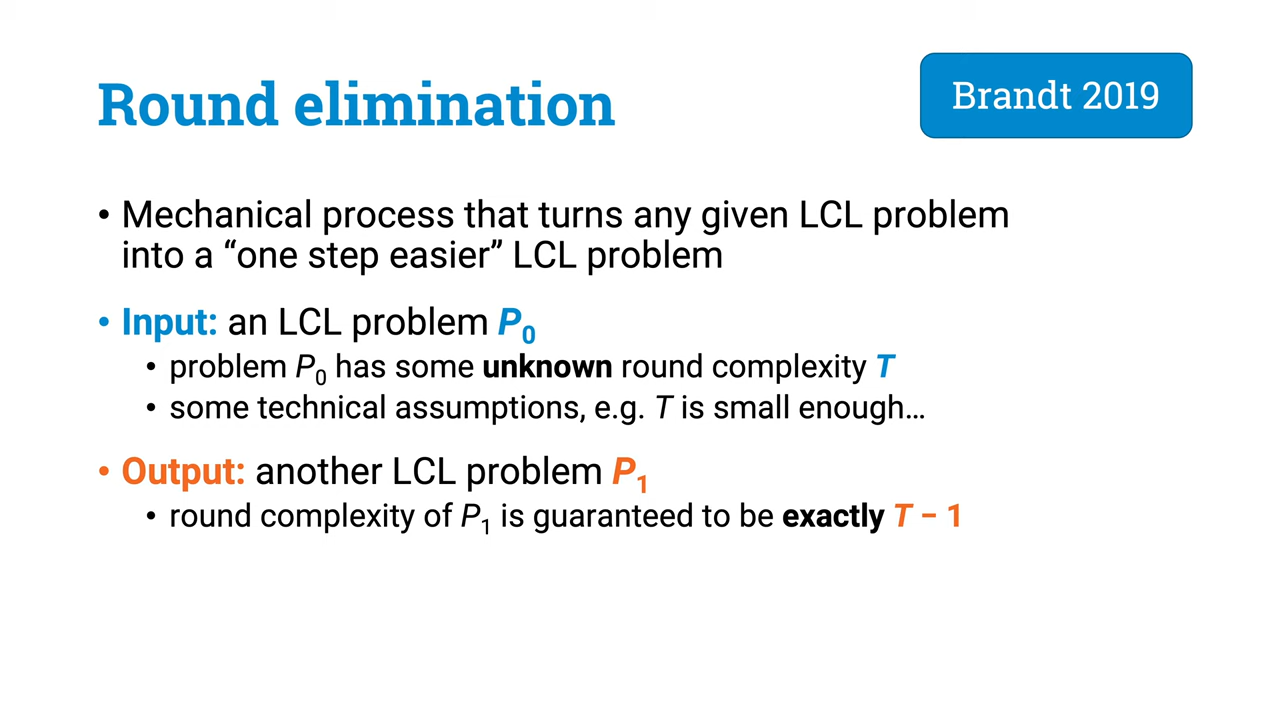 Round elimination
Brandt 2019
• Mechanical process that turns any given LCL problem
into a “one step easier” LCL problem
• Input: an LCL problem P₀
• problem P₀ has some unknown round complexity T
• some technical assumptions, e.g. T is small enough…
• Output: another LCL problem P₁
• round complexity of P₁ is guaranteed to be exactly T − 1